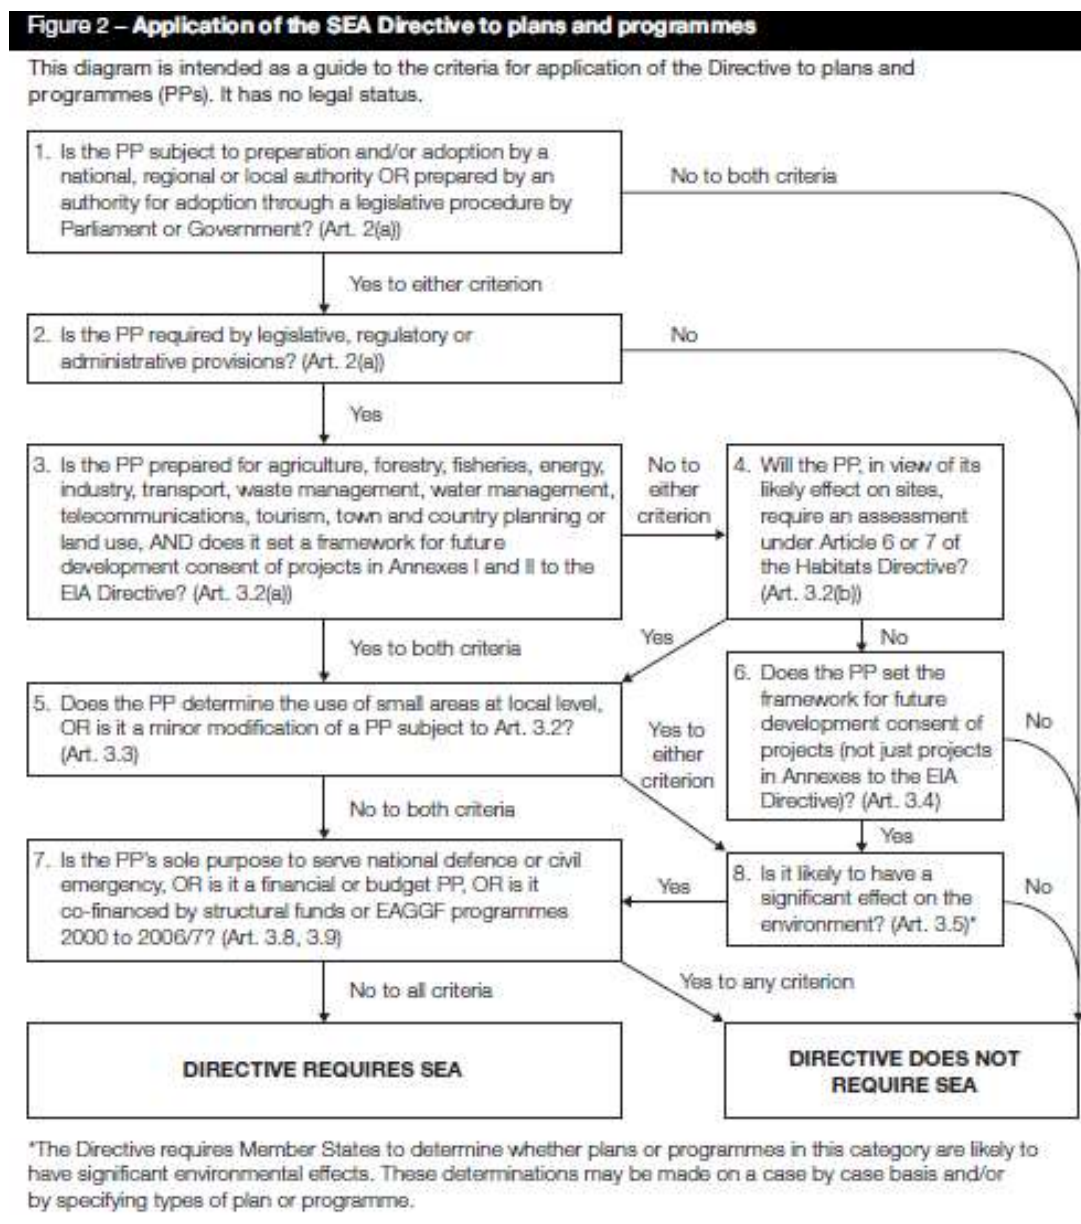 Figure 2 – Application of the SEA Directive to plans and programmes
This diagram is intended as a guide to the criteria for application of the Directive to plans and
programmes (PPs). It has no legal status.
1. Is the PP subject to preparation and/or adoption by a
national, regional or local authority OR prepared by an
authority for adoption through a legislative procedure by
Parliament or Government? (Art. 2(a))
No to both criteria
Yes to either criterion
2. Is the PP required by legislative, regulatory or
administrative provisions? (Art. 2(a))
No
Yes
3. Is the PP prepared for agriculture, forestry, fisheries, energy,
industry, transport, waste management, water management,
telecommunications, tourism, town and country planning or
land use, AND does it set a framework for future
development consent of projects in Annexes I and II to the
EIA Directive? (Art. 3.2(a))
No to
either
criterion
4. Will the PP, in view of its
likely effect on sites,
require an assessment
under Article 6 or 7 of
the Habitats Directive?
(Art. 3.2(b))
Yes to both criteria
Yes
No
5. Does the PP determine the use of small areas at local level,
OR is it a minor modification of a PP subject to Art. 3.2?
(Art. 3.3)
Yes to
either
criterion
6. Does the PP set the
framework for future
development consent of
projects (not just projects
in Annexes to the EIA
Directive)? (Art. 3.4)
No
No to both criteria
Yes
7. Is the PP's sole purpose to serve national defence or civil
emergency, OR is it a financial or budget PP, OR is it
co-financed by structural funds or EAGGF programmes
2000 to 2006/7? (Art. 3.8, 3.9)
Yes
8. Is it likely to have a
significant effect on the
environment? (Art. 3.5)*
No
No to all criteria
Yes to any criterion
DIRECTIVE REQUIRES SEA
DIRECTIVE DOES NOT
REQUIRE SEA
*The Directive requires Member States to determine whether plans or programmes in this category are likely to
have significant environmental effects. These determinations may be made on a case by case basis and/or
by specifying types of plan or programme.